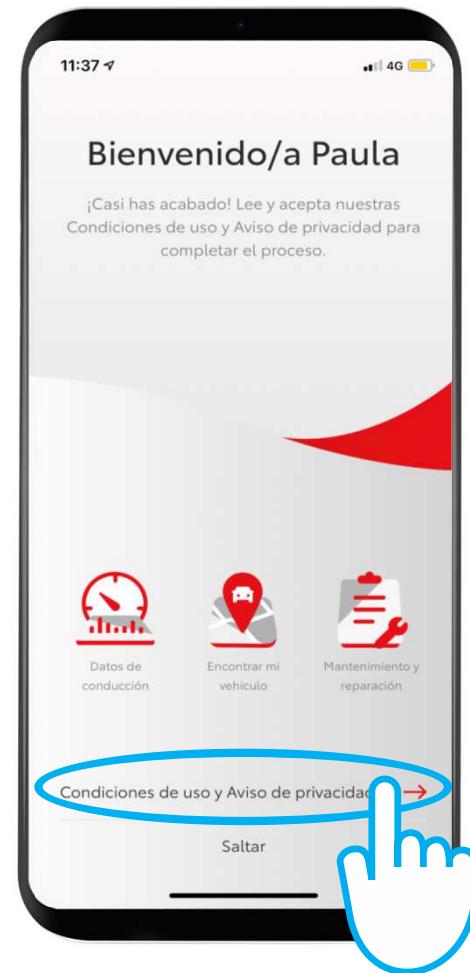 11:37
4G
Bienvenido/a Paula
¡Casi has acabado! Lee y acepta nuestras
Condiciones de uso y Aviso de privacidad para
completar el proceso.
Datos de
conducción
Encontrar mi
vehículo
Mantenimiento y
reparación
Condiciones de uso y Aviso de privacidad
Saltar